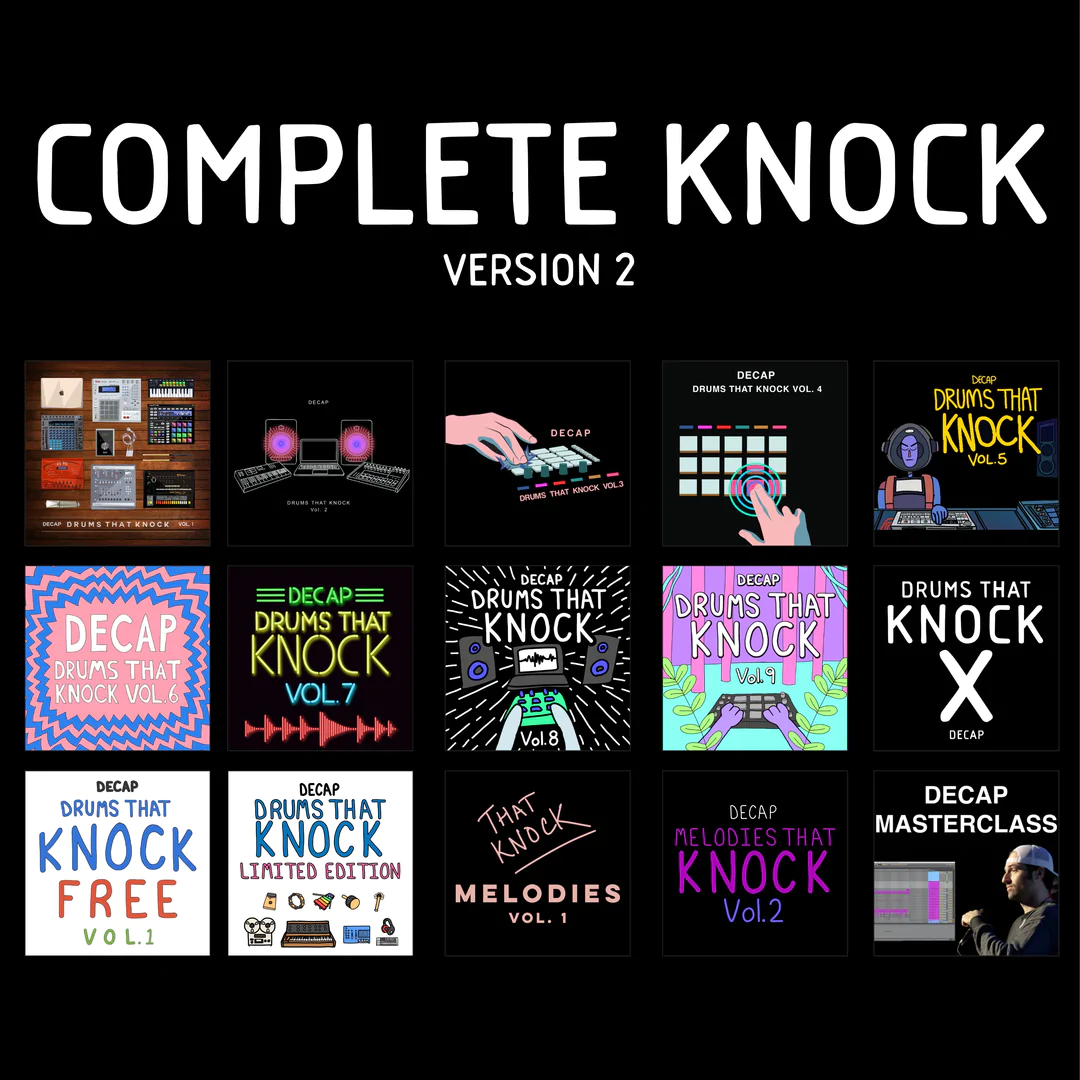 COMPLETE KNOCK
VERSION 2
DECAP DRUMS THAT KNOCK VOL. 1
DECAP
DRUMS THAT KNOCK
Vol. 2
DECAP
DRUMS THAT KNOCK VOL.3
DECAP
DRUMS THAT KNOCK VOL. 4
DECAP
DRUMS THAT
KNOCK
VOL.5
DECAP
DRUMS THAT
KNOCK VOL.6
DECAP
DRUMS THAT
KNOCK
VOL.7
DECAP
DRUMS THAT
KNOCK
Vol.8
DECAP
DRUMS THAT
KNOCK
Vol.9
DRUMS THAT
KNOCK
X
DECAP
DECAP
DRUMS THAT
KNOCK
FREE
VOL.1
DECAP
DRUMS THAT
KNOCK
LIMITED EDITION
THAT
KNOCK
MELODIES
VOL. 1
DECAP
MELODIES THAT
KNOCK
Vol.2
DECAP
MASTERCLASS